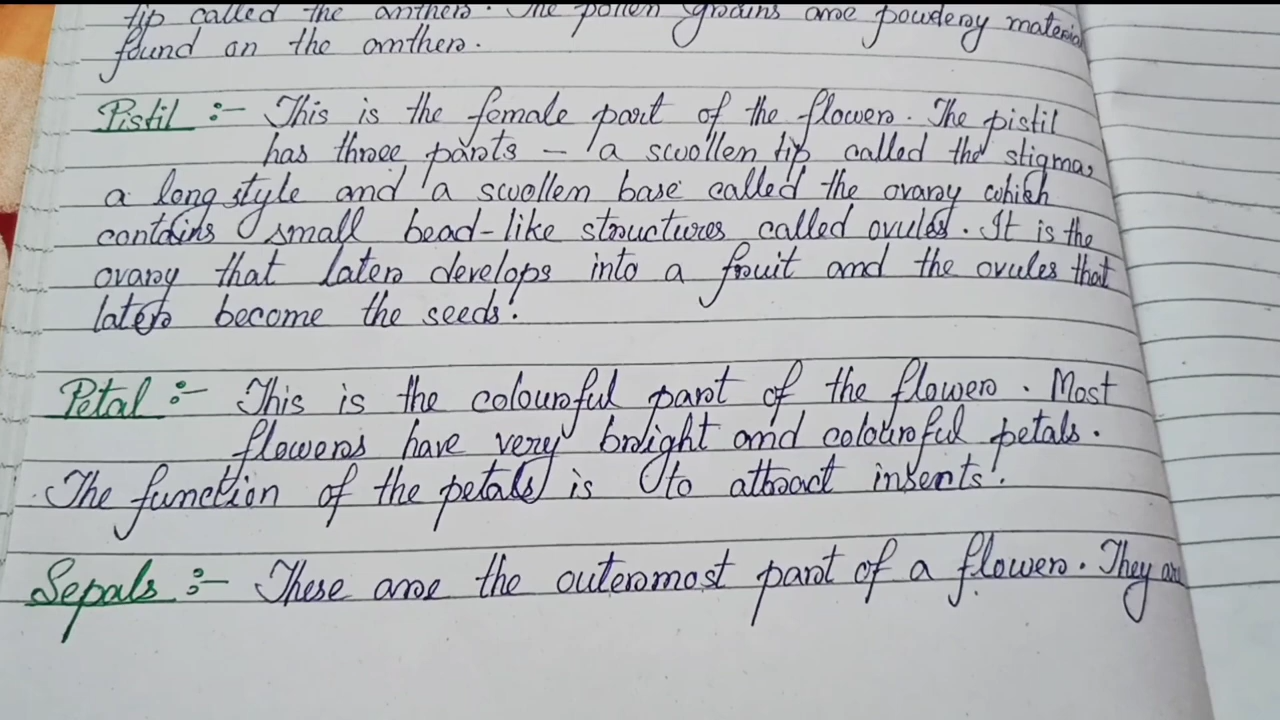 tip called the anther. The pollen grains are powdery material
found on the anther.
Pistil :- This is the female part of the flower. The pistil
has three parts - a swollen tip called the stigma,
a long style and a swollen base called the ovary which
contains small bead-like structures called ovules. It is the
ovary that later develops into a fruit and the ovules that
later become the seeds.
Petal :- This is the colourful part of the flower. Most
flowers have very bright and colourful petals.
The function of the petals is to attract insents.
Sepals :- These are the outermost part of a flower. They are